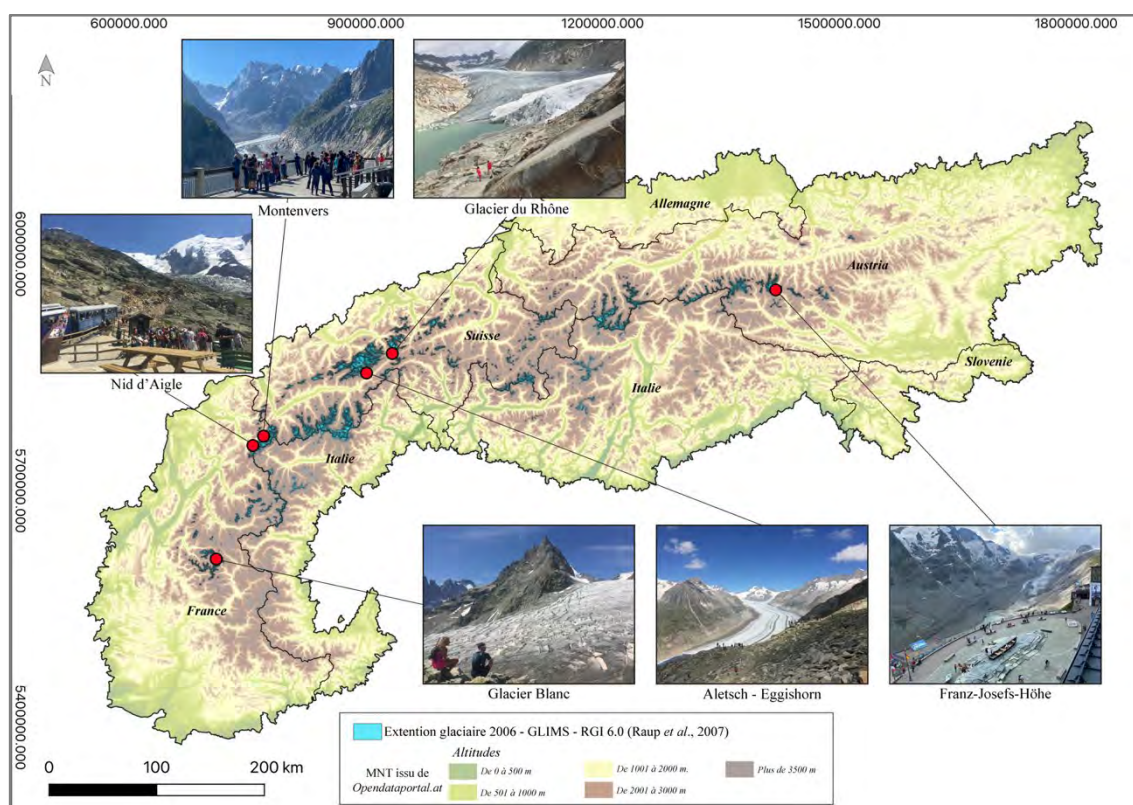 600000.000
900000.000
1200000.000
1500000.000
1800000.000
N
Montenvers
Glacier du Rhône
Nid d'Aigle
6000000.000
5700000.000
5400000.000
Allemagne
Austria
Suisse
Slovenie
Italie
Italie
France
Glacier Blanc
Aletsch - Eggishorn
Franz-Josefs-Höhe
Extention glaciaire 2006 - GLIMS - RGI 6.0 (Raup et al., 2007)
Altitudes
MNT issu de
Opendataportal.at
De 0 à 500 m
De 501 à 1000 m
De 1001 à 2000 m.
De 2001 à 3000 m
Plus de 3500 m
0 100 200 km